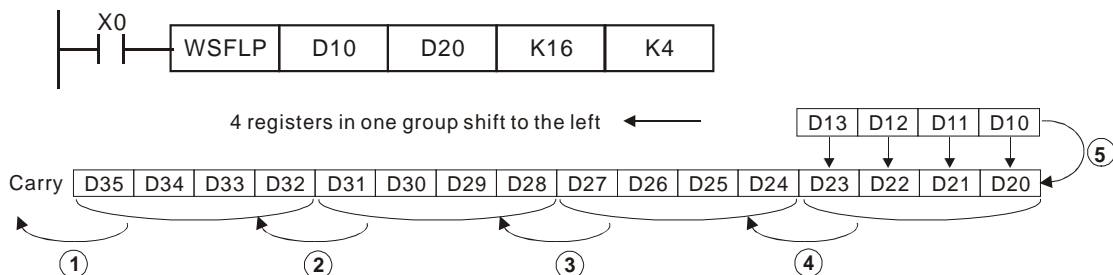 X0
WSFLP D10 D20 K16 K4
4 registers in one group shift to the left
D13 D12 D11 D10
5
Carry D35 D34 D33 D32 D31 D30 D29 D28 D27 D26 D25 D24 D23 D22 D21 D20
1 2 3 4